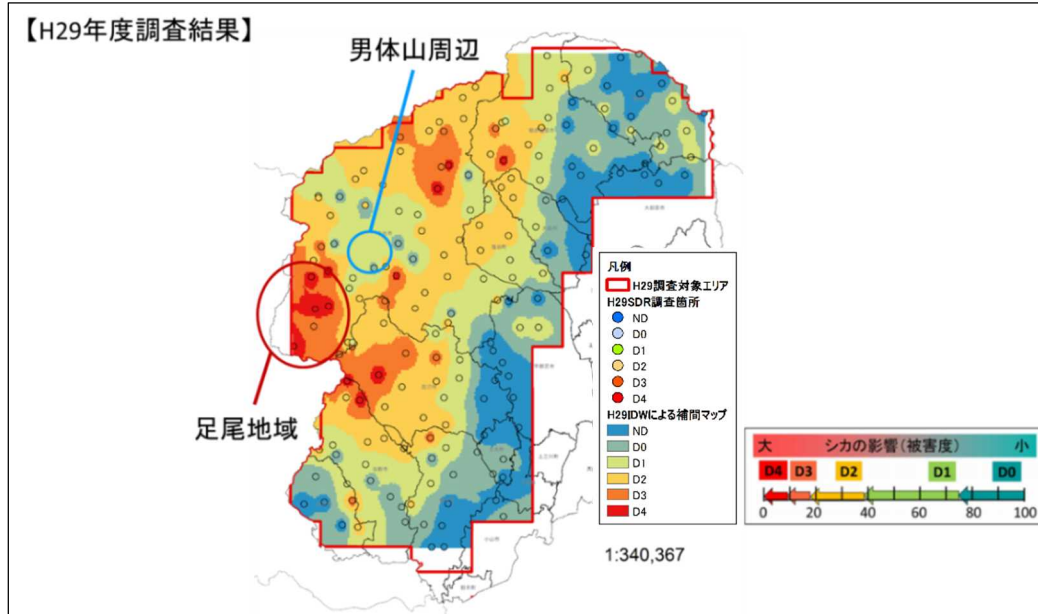 【H29年度調査結果】
男体山周辺
足尾地域
凡例
H29調査対象エリア
H29SDR調査箇所
ND
D0
D1
D2
D3
D4
H29IDWによる補間マップ
ND
D0
D1
D2
D3
D4
1:340,367
大 シカの影響(被害度) 小
D4 D3 D2 D1 D0
0 20 40 60 80 100